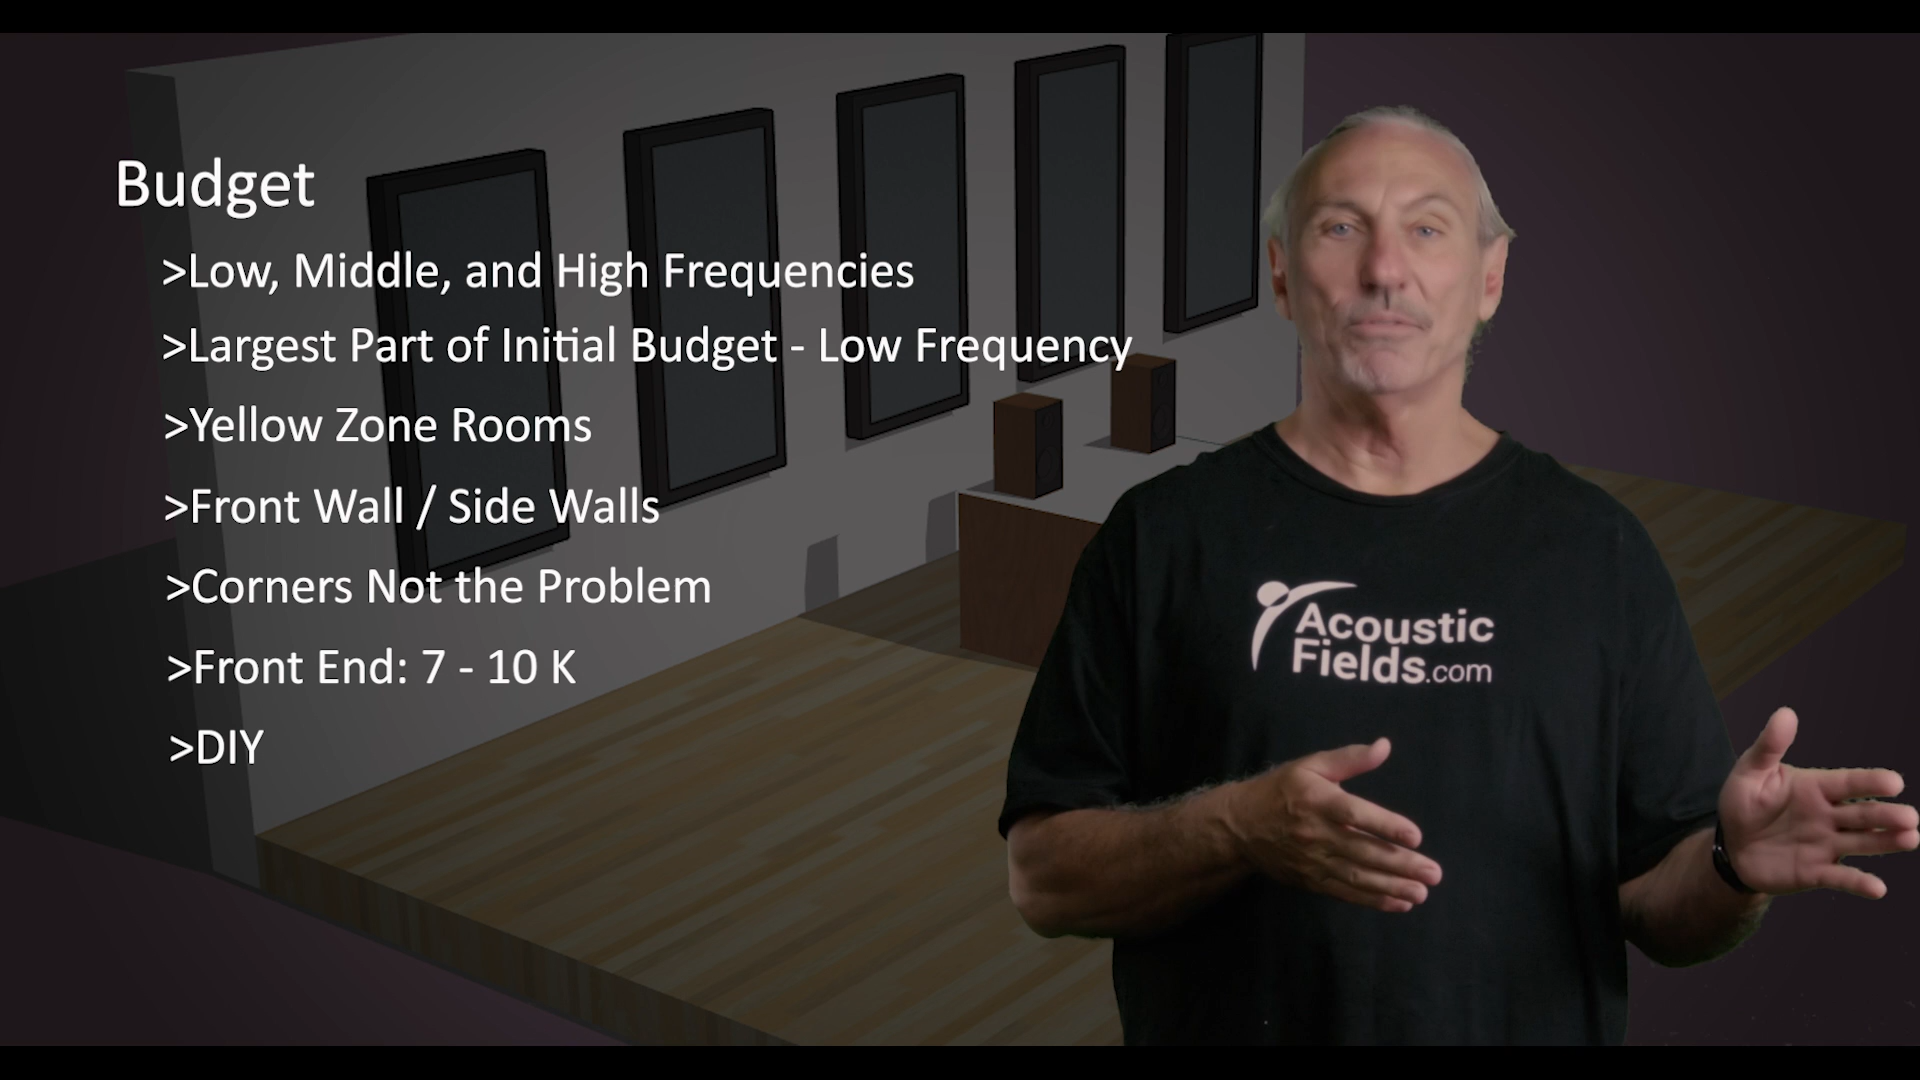 Budget
>Low, Middle, and High Frequencies
>Largest Part of Initial Budget - Low Frequency
>Yellow Zone Rooms
>Front Wall / Side Walls
>Corners Not the Problem
>Front End: 7 - 10 K
>DIY
Acoustic
Fields.com